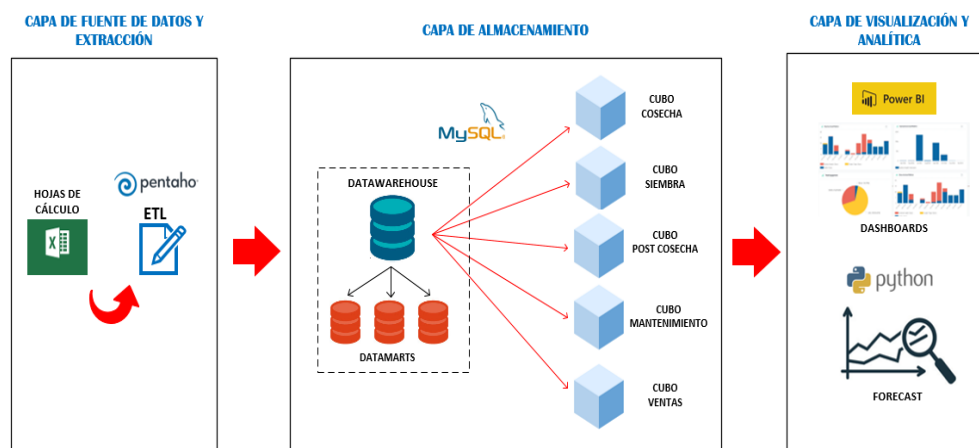 CAPA DE FUENTE DE DATOS Y
EXTRACCIÓN
HOJAS DE
CÁLCULO
pentaho
ETL
CAPA DE ALMACENAMIENTO
MySQL
DATAWAREHOUSE
DATAMARTS
CUBO
COSECHA
CUBO
SIEMBRA
CUBO
POST COSECHA
CUBO
MANTENIMIENTO
CUBO
VENTAS
CAPA DE VISUALIZACIÓN Y
ANALÍTICA
Power BI
DASHBOARDS
python
FORECAST